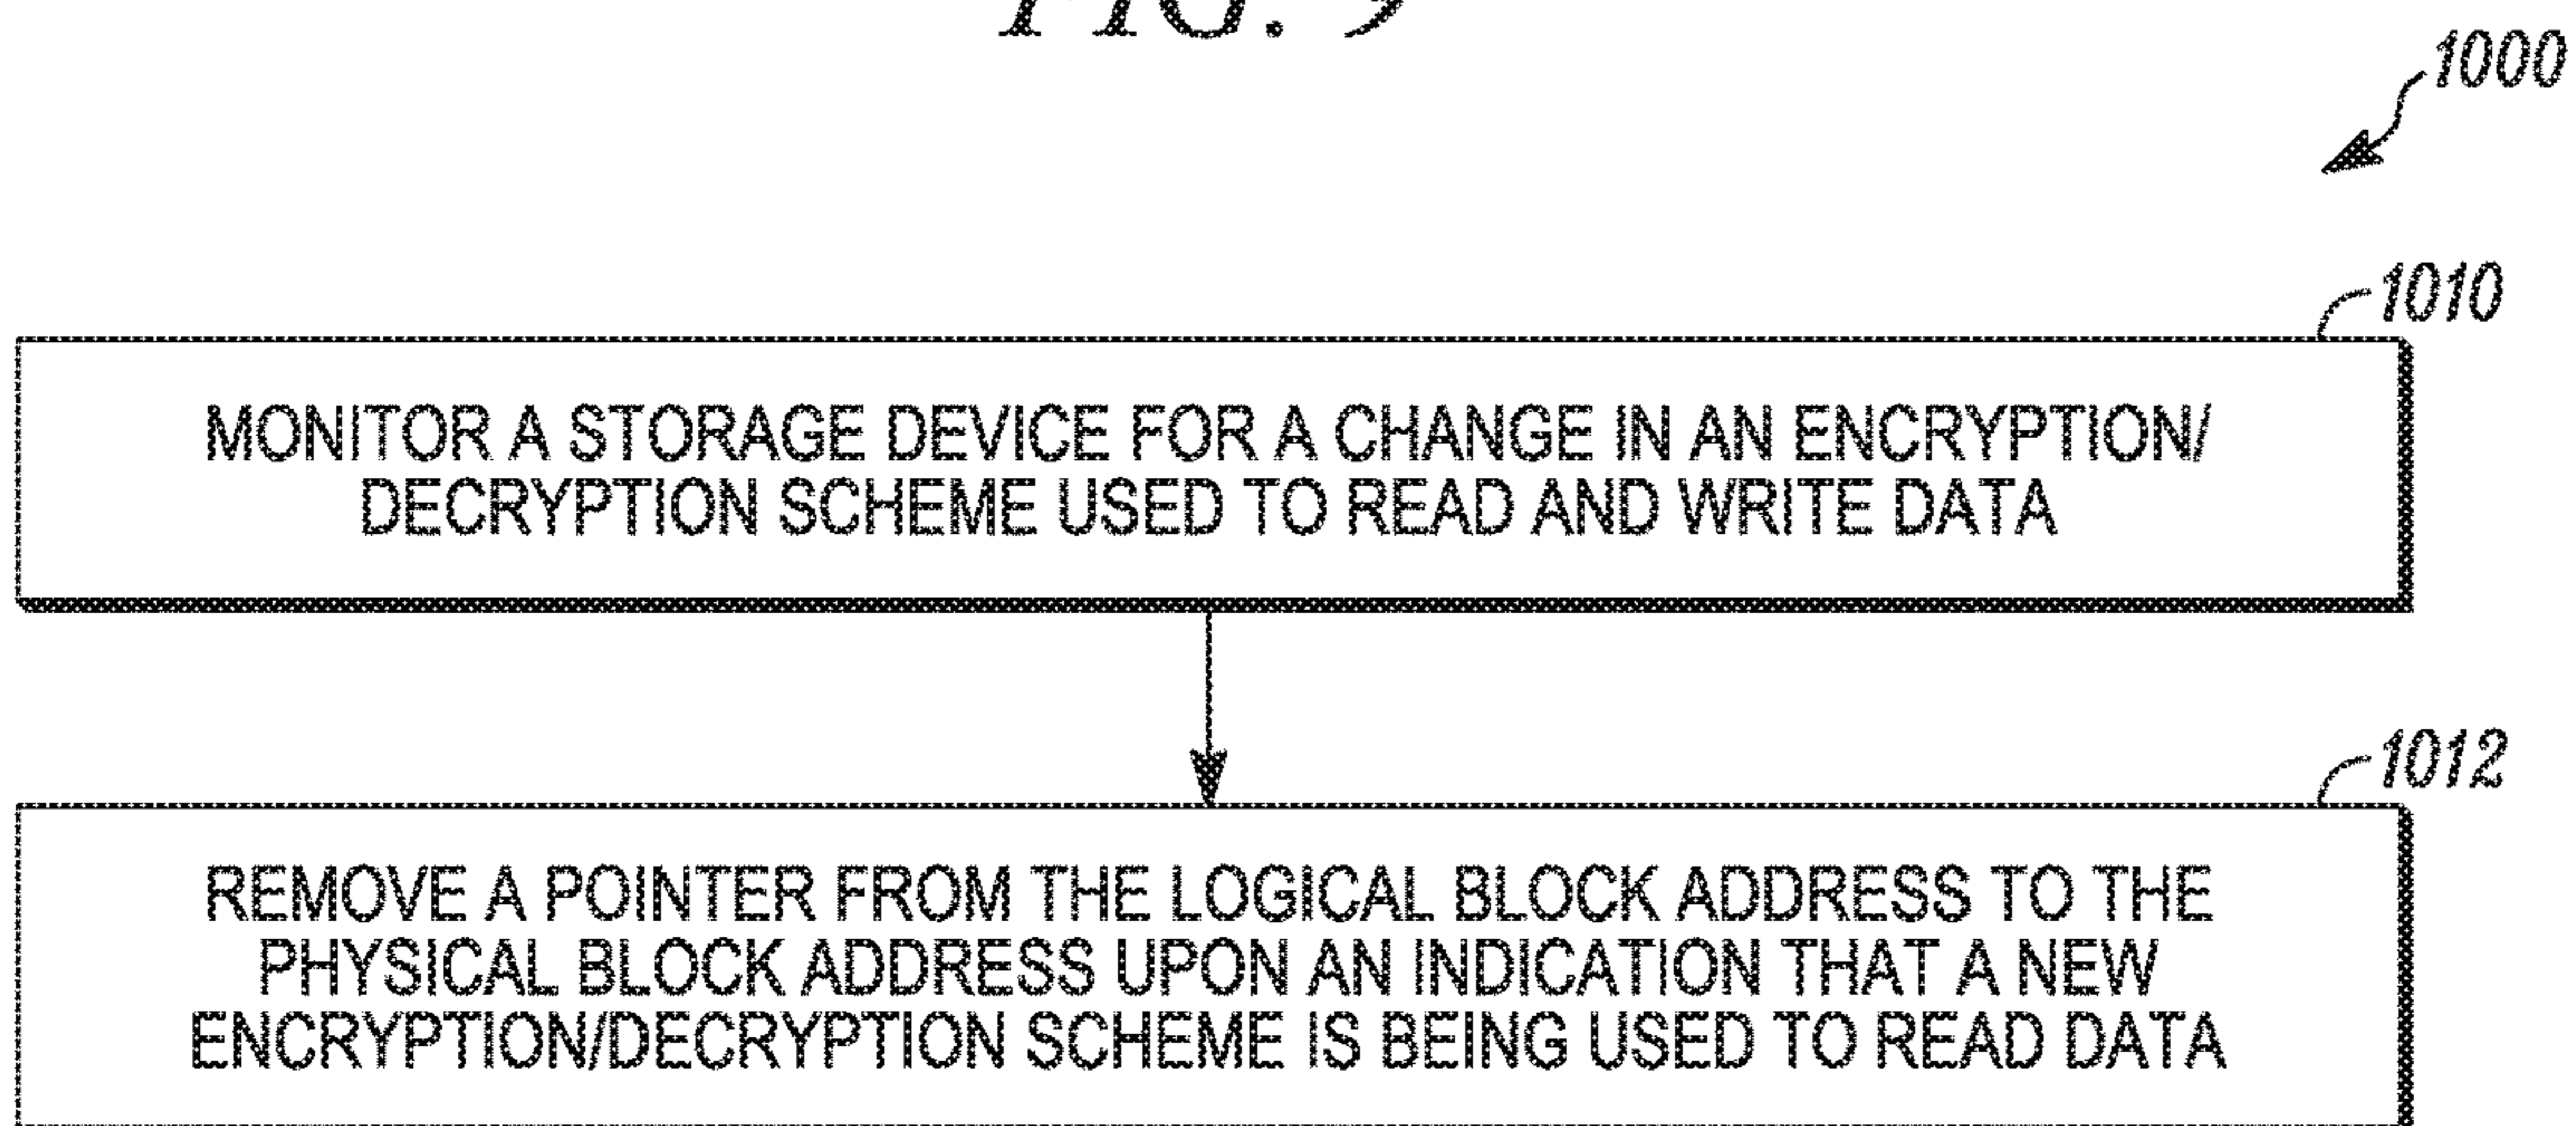 FIG. 9
1000
1010
MONITOR A STORAGE DEVICE FOR A CHANGE IN AN ENCRYPTION/
DECRYPTION SCHEME USED TO READ AND WRITE DATA
1012
REMOVE A POINTER FROM THE LOGICAL BLOCK ADDRESS TO THE
PHYSICAL BLOCK ADDRESS UPON AN INDICATION THAT A NEW
ENCRYPTION/DECRYPTION SCHEME IS BEING USED TO READ DATA